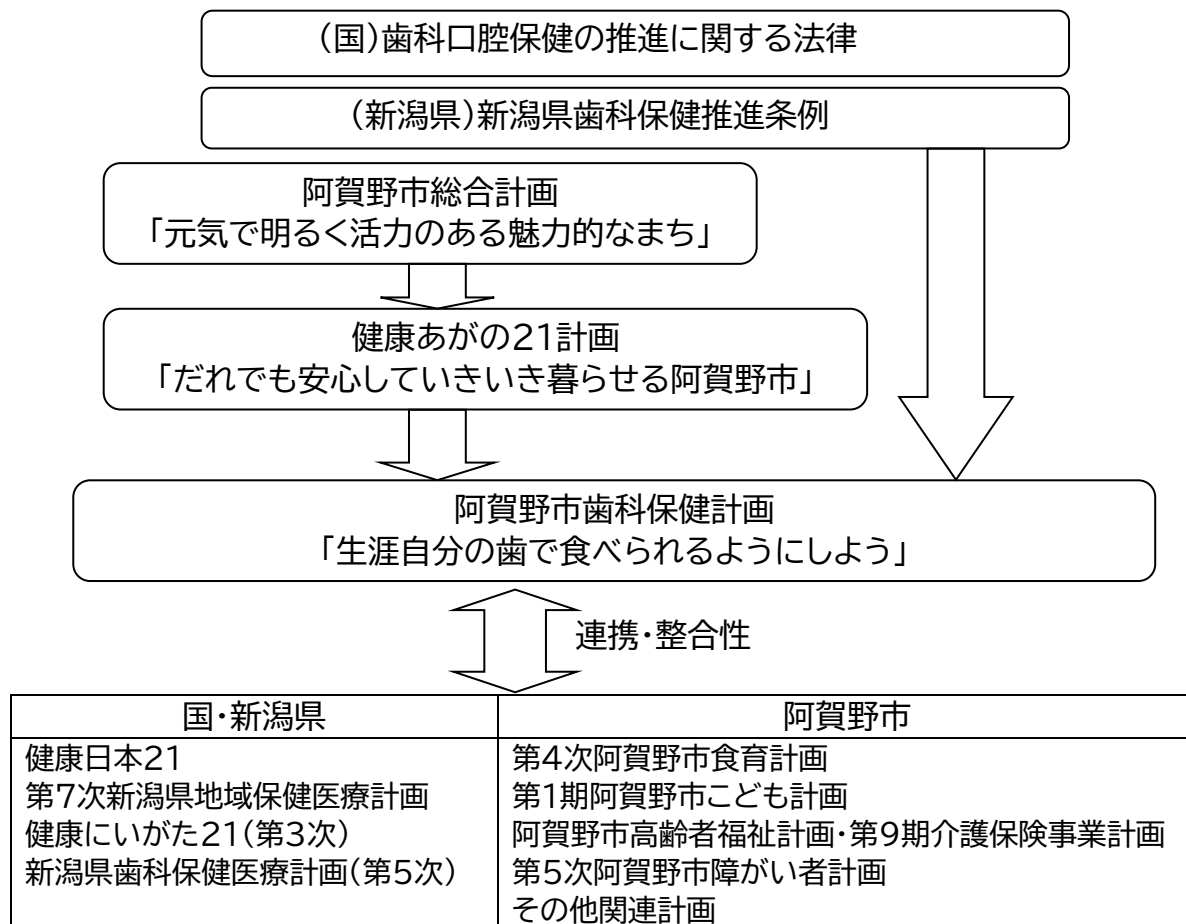 (国)歯科口腔保健の推進に関する法律
(新潟県)新潟県歯科保健推進条例
阿賀野市総合計画
「元気で明るく活力のある魅力的なまち」
健康あがの21計画
「だれでも安心していきいき暮らせる阿賀野市」
阿賀野市歯科保健計画
「生涯自分の歯で食べられるようにしよう」
連携・整合性
国・新潟県
健康日本21
第7次新潟県地域保健医療計画
健康にいがた21(第3次)
新潟県歯科保健医療計画(第5次)
阿賀野市
第4次阿賀野市食育計画
第1期阿賀野市こども計画
阿賀野市高齢者福祉計画・第9期介護保険事業計画
第5次阿賀野市障がい者計画
その他関連計画